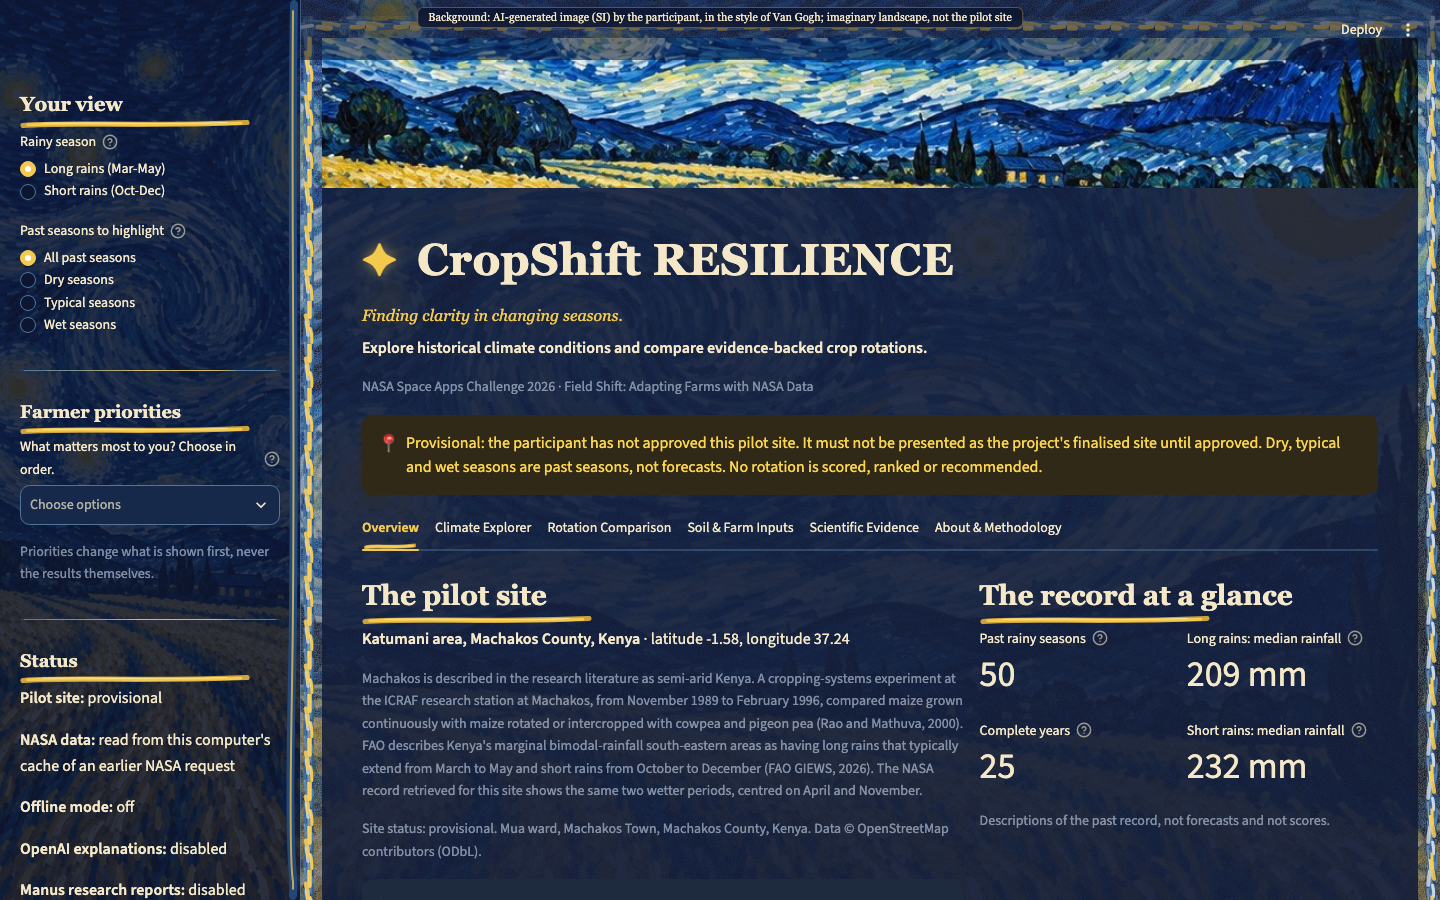 Background: AI-generated image (SI) by the participant, in the style of Van Gogh; imaginary landscape, not the pilot site
Deploy
Your view
Rainy season
Long rains (Mar-May)
Short rains (Oct-Dec)
Past seasons to highlight
All past seasons
Dry seasons
Typical seasons
Wet seasons
Farmer priorities
What matters most to you? Choose in
order.
Choose options
Priorities change what is shown first, never
the results themselves.
Status
Pilot site: provisional
NASA data: read from this computer's
cache of an earlier NASA request
Offline mode: off
OpenAI explanations: disabled
Manus research reports: disabled
CropShift RESILIENCE
Finding clarity in changing seasons.
Explore historical climate conditions and compare evidence-backed crop rotations.
NASA Space Apps Challenge 2026 · Field Shift: Adapting Farms with NASA Data
Provisional: the participant has not approved this pilot site. It must not be presented as the project's finalised site until approved. Dry, typical
and wet seasons are past seasons, not forecasts. No rotation is scored, ranked or recommended.
Overview Climate Explorer Rotation Comparison Soil & Farm Inputs Scientific Evidence About & Methodology
The pilot site
Katumani area, Machakos County, Kenya · latitude -1.58, longitude 37.24
Machakos is described in the research literature as semi-arid Kenya. A cropping-systems experiment at
the ICRAF research station at Machakos, from November 1989 to February 1996, compared maize grown
continuously with maize rotated or intercropped with cowpea and pigeon pea (Rao and Mathuva, 2000).
FAO describes Kenya's marginal bimodal-rainfall south-eastern areas as having long rains that typically
extend from March to May and short rains from October to December (FAO GIEWS, 2026). The NASA
record retrieved for this site shows the same two wetter periods, centred on April and November.
Site status: provisional. Mua ward, Machakos Town, Machakos County, Kenya. Data © OpenStreetMap
contributors (ODbL).
The record at a glance
Past rainy seasons
50
Long rains: median rainfall
209 mm
Complete years
25
Short rains: median rainfall
232 mm
Descriptions of the past record, not forecasts and not scores.